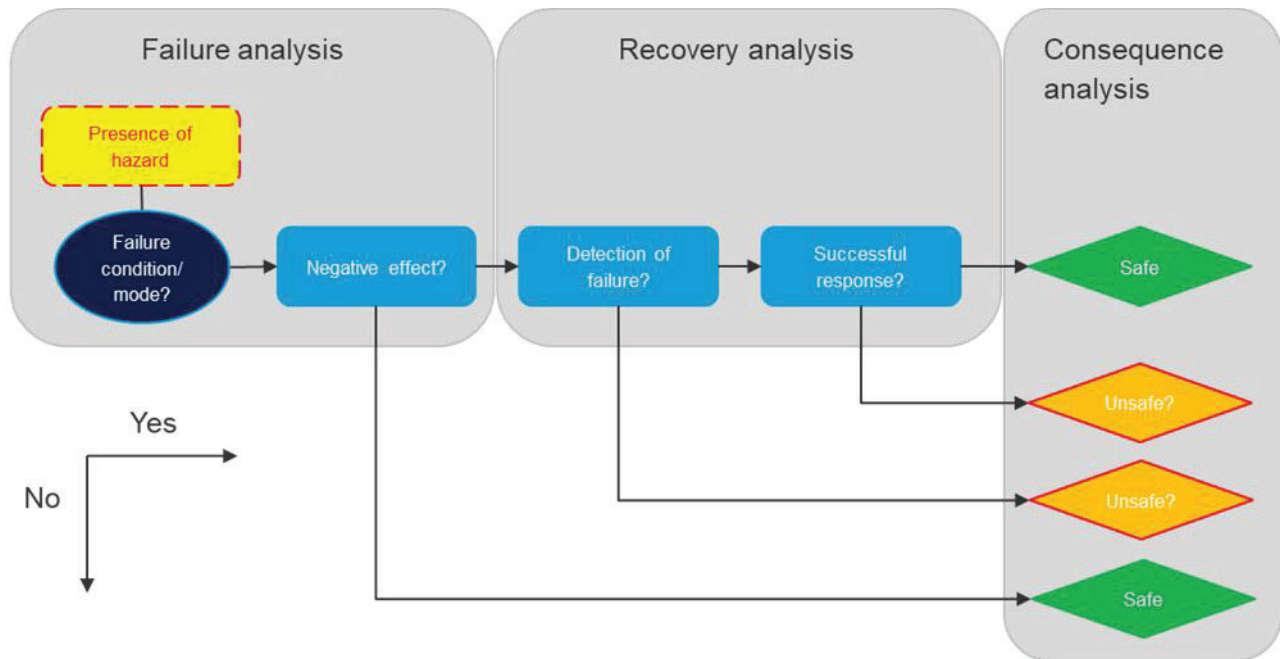 Failure analysis
Recovery analysis
Consequence
analysis
Presence of
hazard
Failure
condition/
mode?
Negative effect?
Detection of
failure?
Successful
response?
Safe
Unsafe?
Yes
No
Unsafe?
Safe